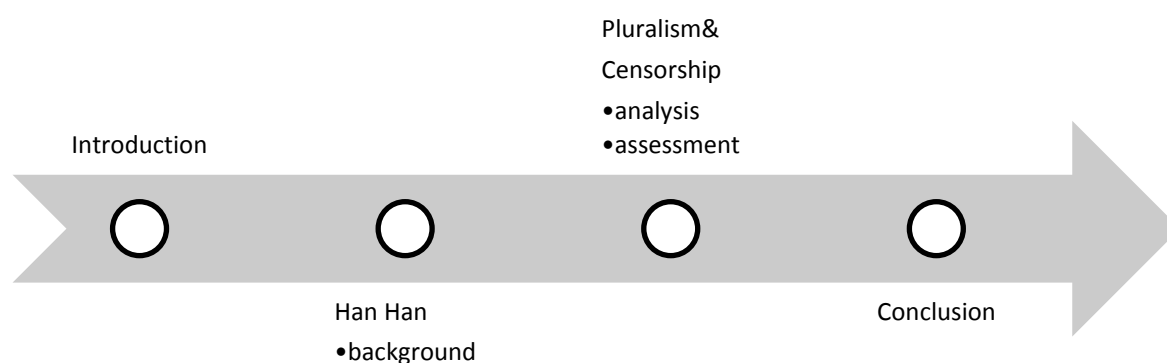 Introduction
Han Han
•background
Pluralism&
Censorship
•analysis
•assessment
Conclusion